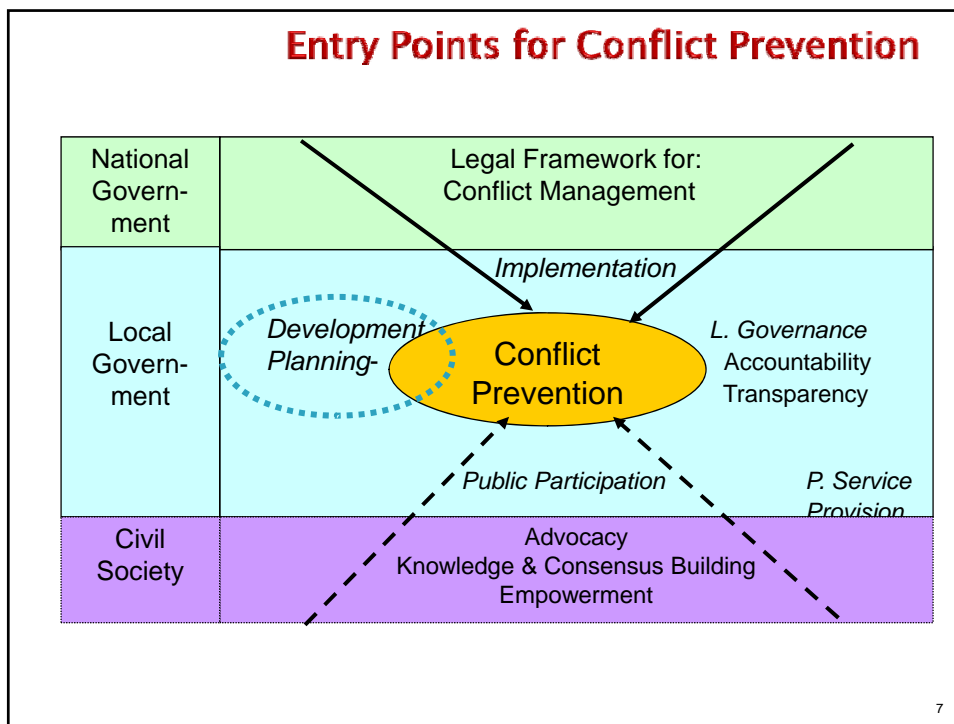 Entry Points for Conflict Prevention
National
Govern-
ment
Legal Framework for:
Conflict Management
Local
Govern-
ment
Implementation
Development
Planning-
Conflict
Prevention
L. Governance
Accountability
Transparency
Public Participation
P. Service
Provision
Civil
Society
Advocacy
Knowledge & Consensus Building
Empowerment
7